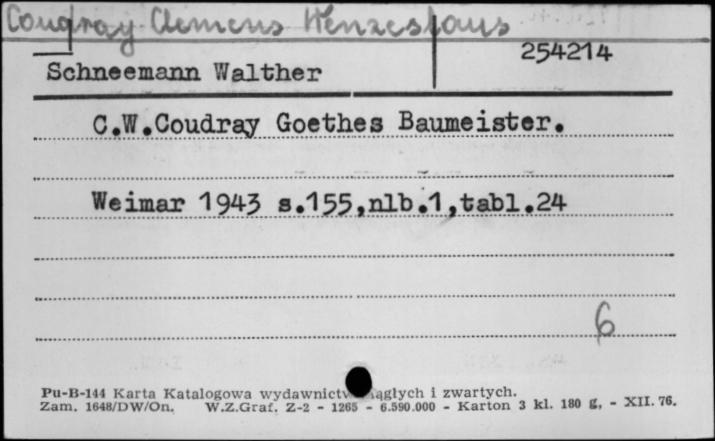 Coudray Clemens Wenzeslaus
254214
Schneemann Walther
C.W.Coudray Goethes Baumeister.
Weimar 1943 s.155,nlb.1,tabl.24
6
Pu-B-144 Karta Katalogowa wydawnictw ągłych i zwartych.
Zam. 1648/DW/On. W.Z.Graf. Z-2 - 1265 - 6.590.000 - Karton 3 kl. 180 g. - XII. 76.